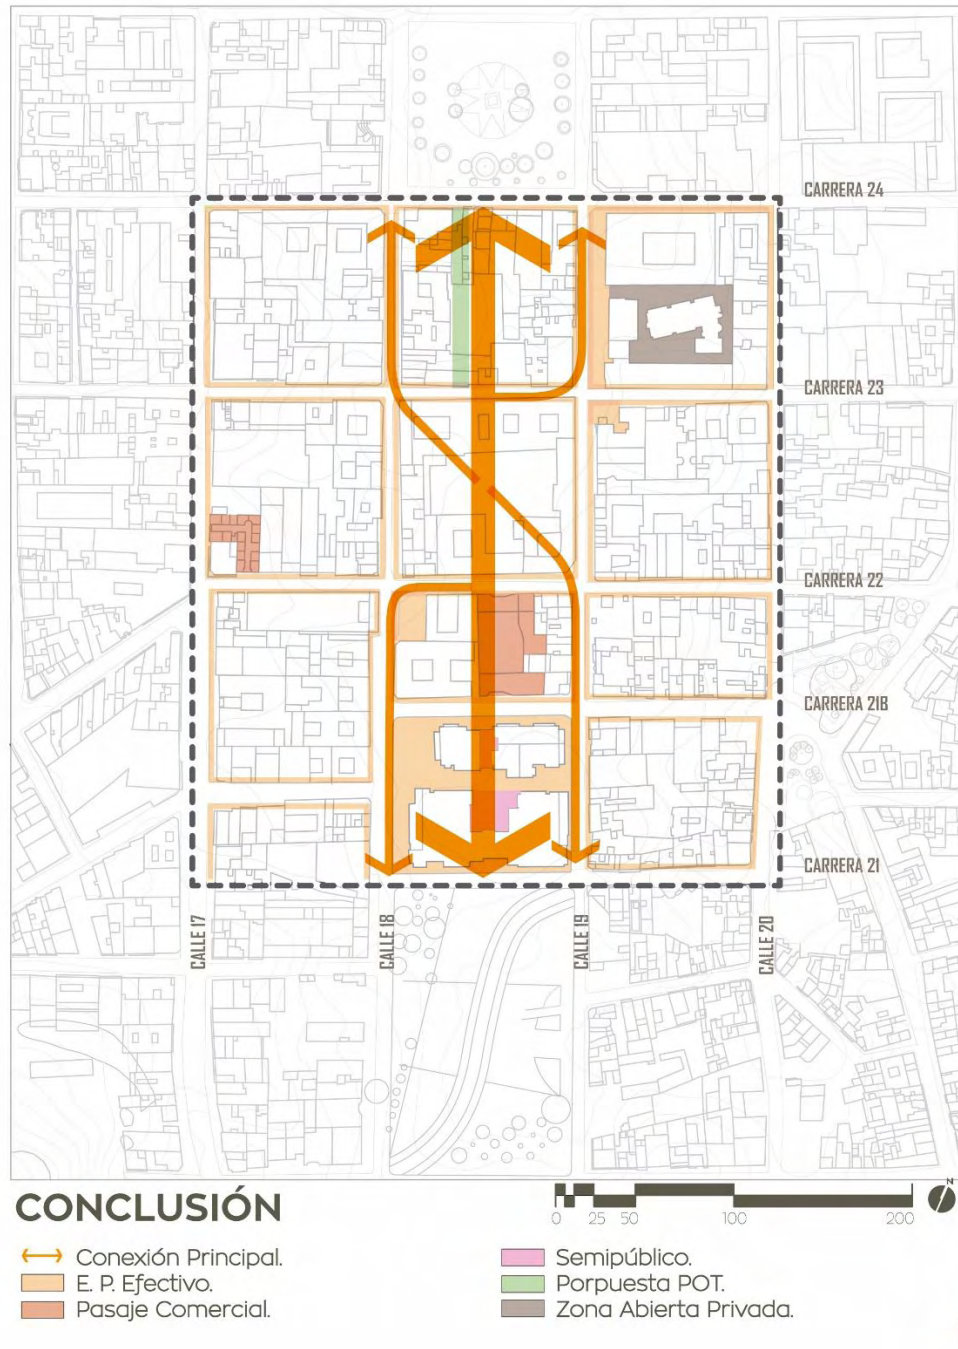 CARRERA 24
CARRERA 23
CARRERA 22
CARRERA 21B
CARRERA 21
CALLE 17
CALLE 18
CALLE 19
CALLE 20
CONCLUSIÓN
0 25 50 100 200
N
Conexión Principal.
E. P. Efectivo.
Pasaje Comercial.
Semipúblico.
Porpuesta POT.
Zona Abierta Privada.